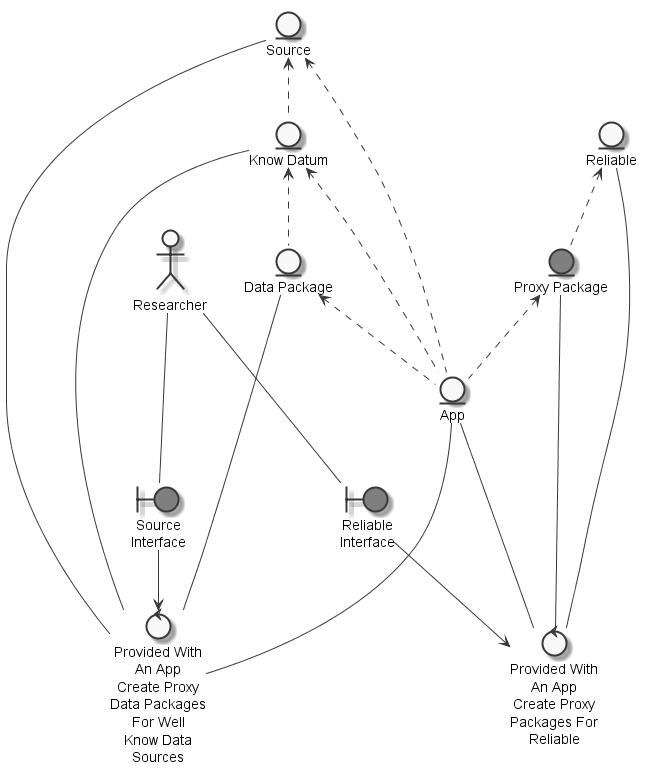 Source
Know Datum
Reliable
Researcher
Data Package
Proxy Package
App
Source
Interface
Reliable
Interface
Provided With
An App
Create Proxy
Data Packages
For Well
Know Data
Sources
Provided With
An App
Create Proxy
Packages For
Reliable